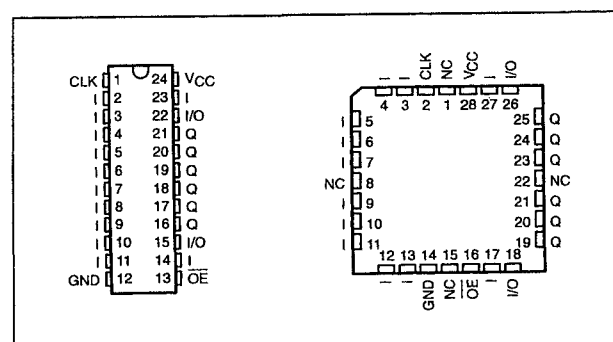 CLK 1 24 VCC
I 2 23 I
I 3 22 I/O
I 4 21 Q
I 5 20 Q
I 6 19 Q
I 7 18 Q
I 8 17 Q
I 9 16 Q
I 10 15 I/O
I 11 14 I
GND 12 13 OE
I I CLK NC VCC I I/O
4 3 2 1 28 27 26
I 5 25 Q
I 6 24 Q
I 7 23 Q
NC 8 22 NC
I 9 21 Q
I 10 20 Q
I 11 19 Q
12 13 14 15 16 17 18
I I GND NC OE I I/O